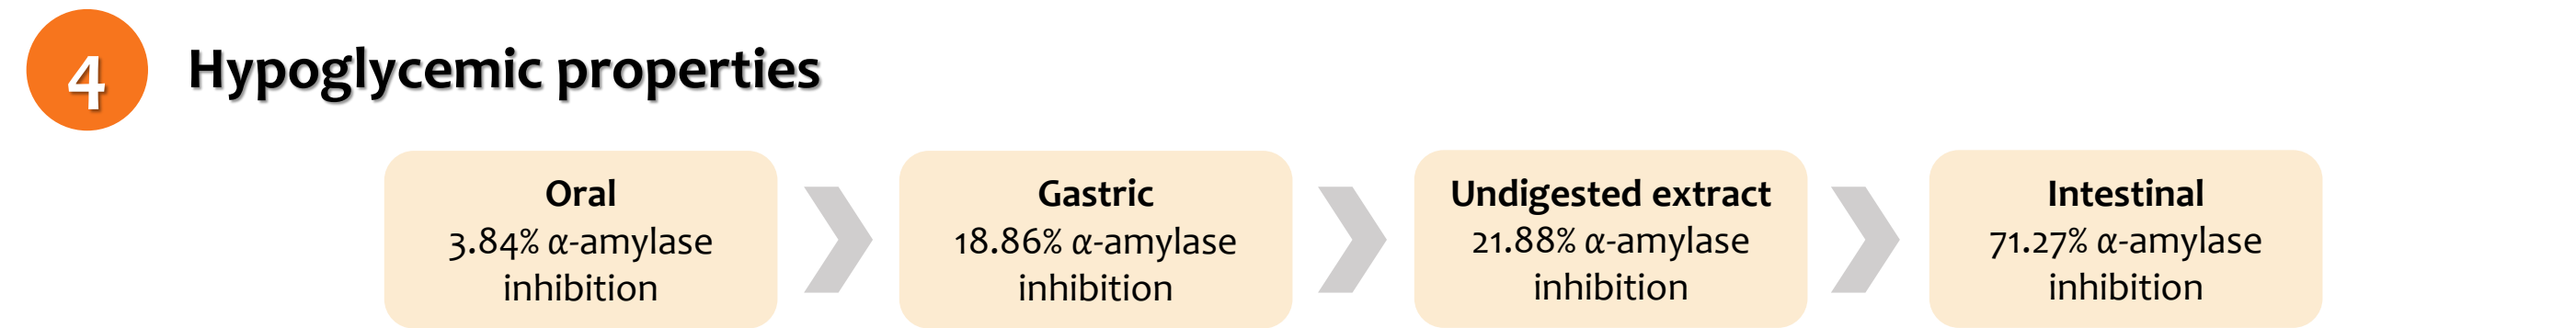 4
Hypoglycemic properties
Oral
3.84% α-amylase
inhibition
Gastric
18.86% α-amylase
inhibition
Undigested extract
21.88% α-amylase
inhibition
Intestinal
71.27% α-amylase
inhibition